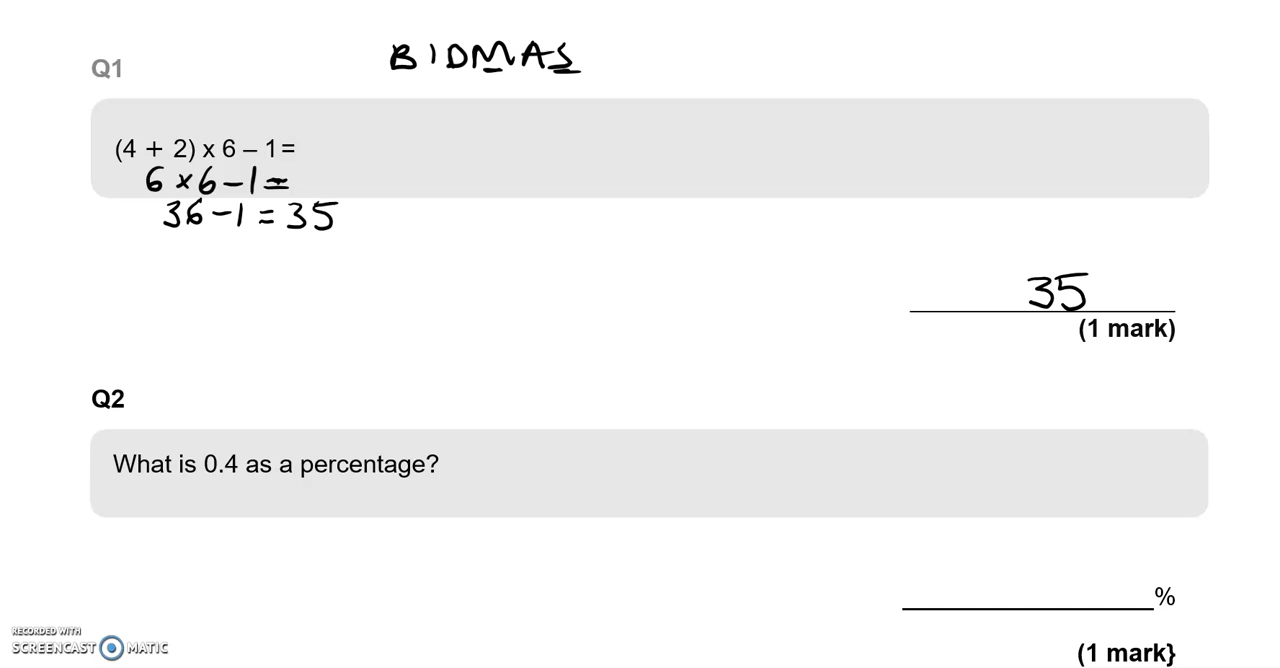 BIDMAS
Q1
(4 + 2) x 6 – 1 =
6 × 6 – 1 =
36 – 1 = 35
35
(1 mark)
Q2
What is 0.4 as a percentage?
%
(1 mark}
RECORDED WITH
SCREENCAST MATIC